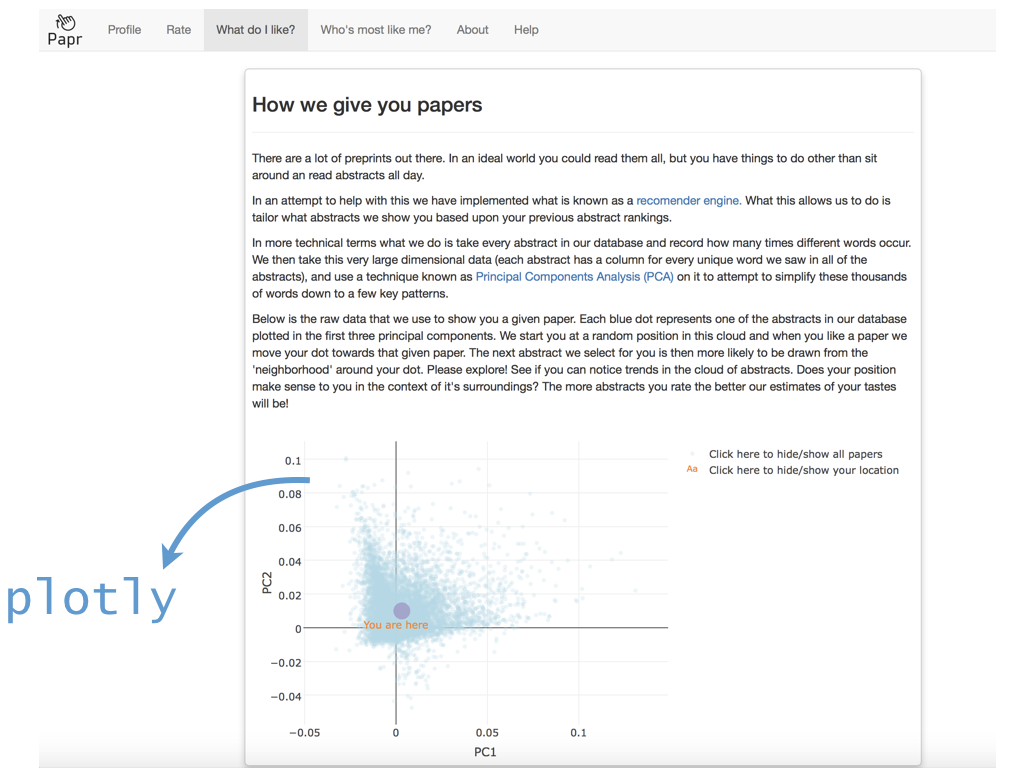 Papr
Profile
Rate
What do I like?
Who's most like me?
About
Help
How we give you papers
There are a lot of preprints out there. In an ideal world you could read them all, but you have things to do other than sit
around an read abstracts all day.
In an attempt to help with this we have implemented what is known as a recomender engine. What this allows us to do is
tailor what abstracts we show you based upon your previous abstract rankings.
In more technical terms what we do is take every abstract in our database and record how many times different words occur.
We then take this very large dimensional data (each abstract has a column for every unique word we saw in all of the
abstracts), and use a technique known as Principal Components Analysis (PCA) on it to attempt to simplify these thousands
of words down to a few key patterns.
Below is the raw data that we use to show you a given paper. Each blue dot represents one of the abstracts in our database
plotted in the first three principal components. We start you at a random position in this cloud and when you like a paper we
move your dot towards that given paper. The next abstract we select for you is then more likely to be drawn from the
'neighborhood' around your dot. Please explore! See if you can notice trends in the cloud of abstracts. Does your position
make sense to you in the context of it's surroundings? The more abstracts you rate the better our estimates of your tastes
will be!
Click here to hide/show all papers
Aa Click here to hide/show your location
0.1
0.08
0.06
0.04
0.02
0
−0.02
−0.04
PC2
You are here
−0.05
0
0.05
0.1
PC1
plotly